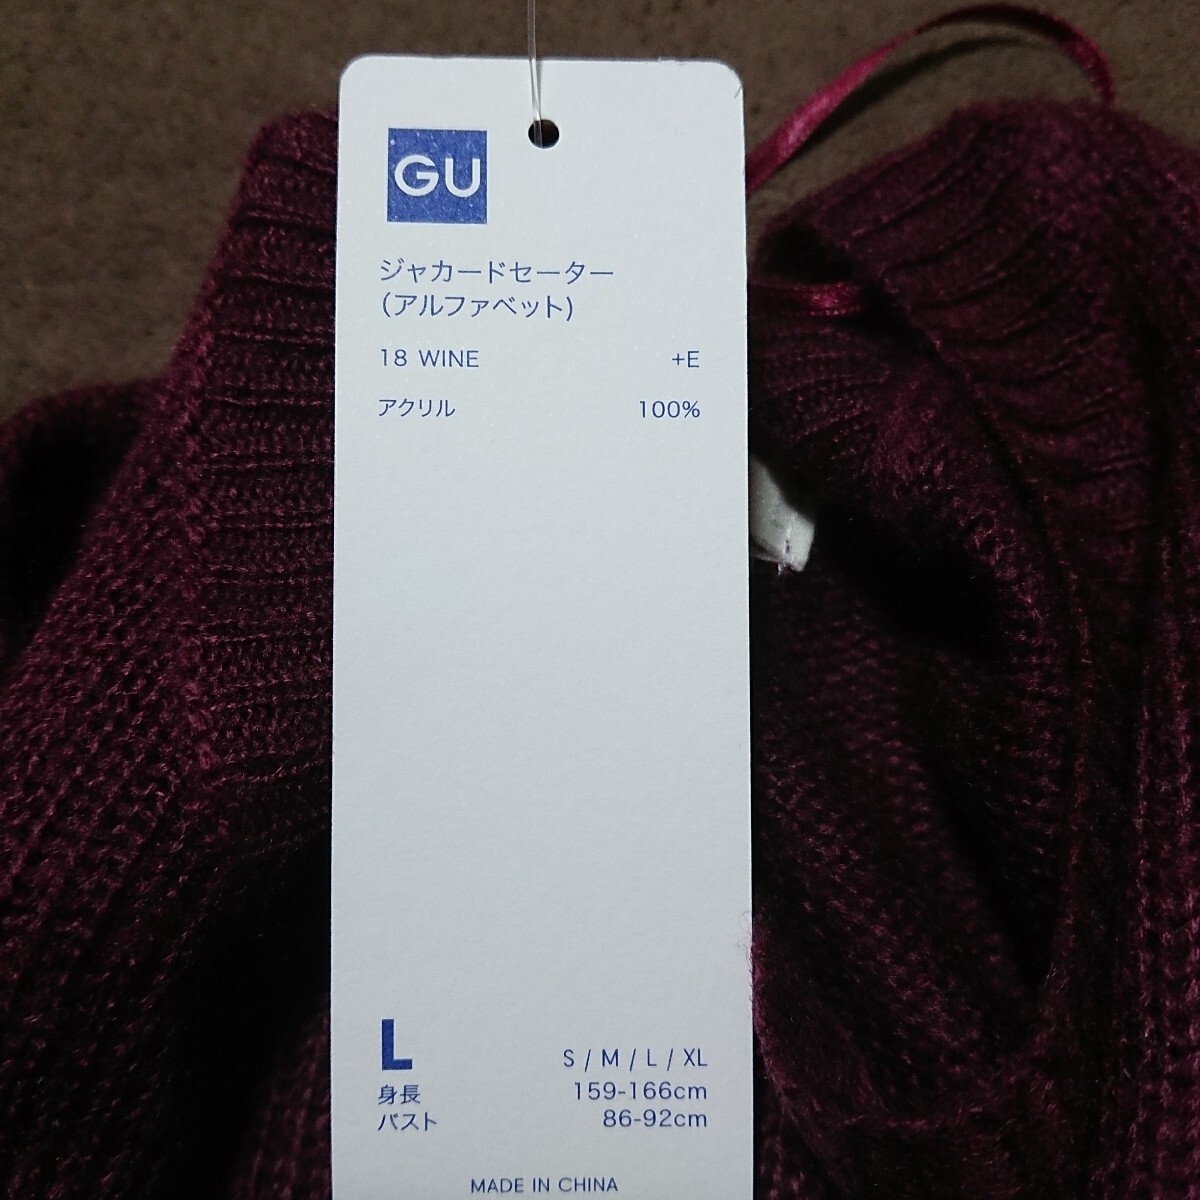 GU
ジャカードセーター
(アルファベット)
18 WINE +E
アクリル 100%
L S / M / L / XL
身長 159-166cm
バスト 86-92cm
MADE IN CHINA